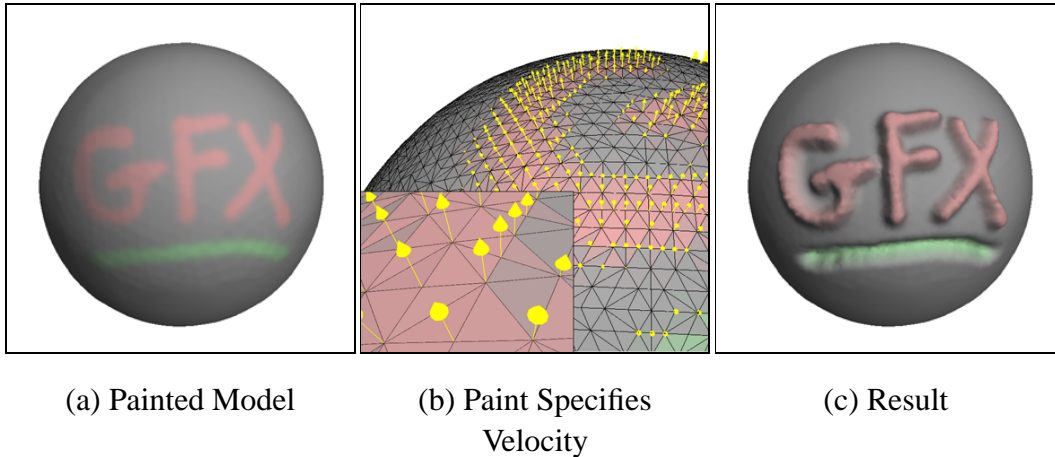 GFX
GFX
(a) Painted Model
(b) Paint Specifies
Velocity
(c) Result